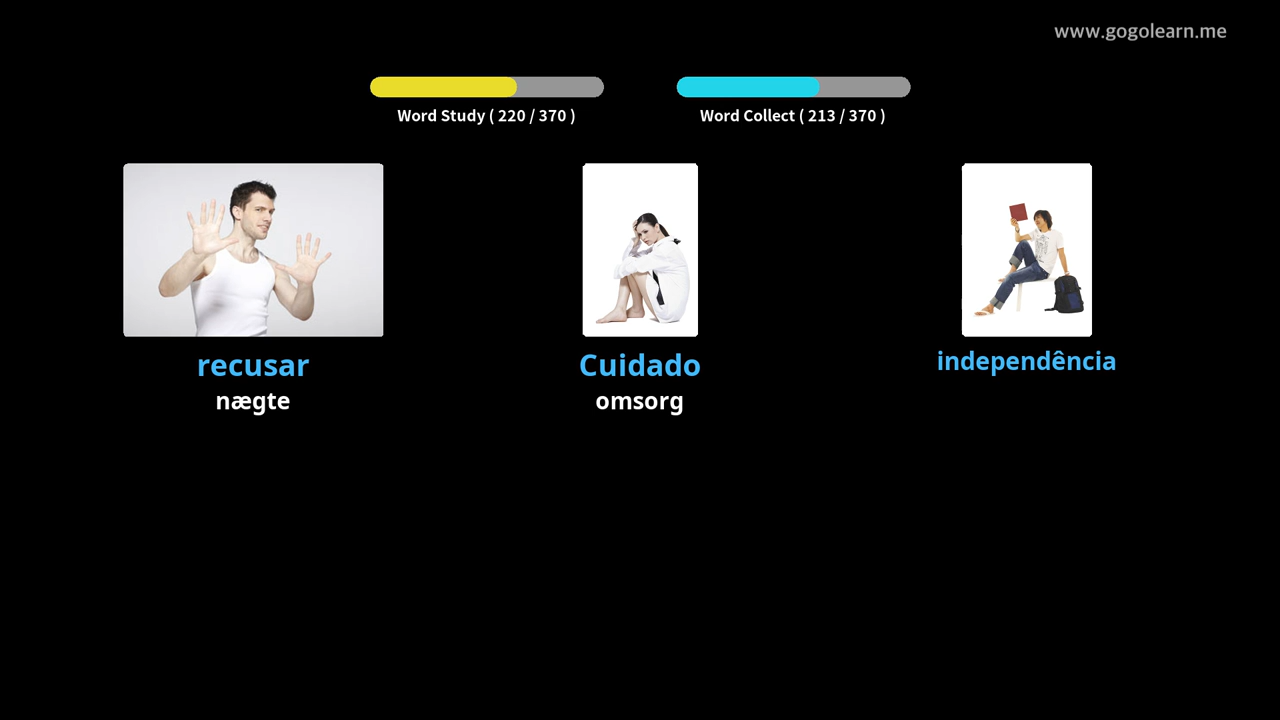 www.gogolearn.me
Word Study ( 220 / 370 )
Word Collect ( 213 / 370 )
recusar
nægte
Cuidado
omsorg
independência